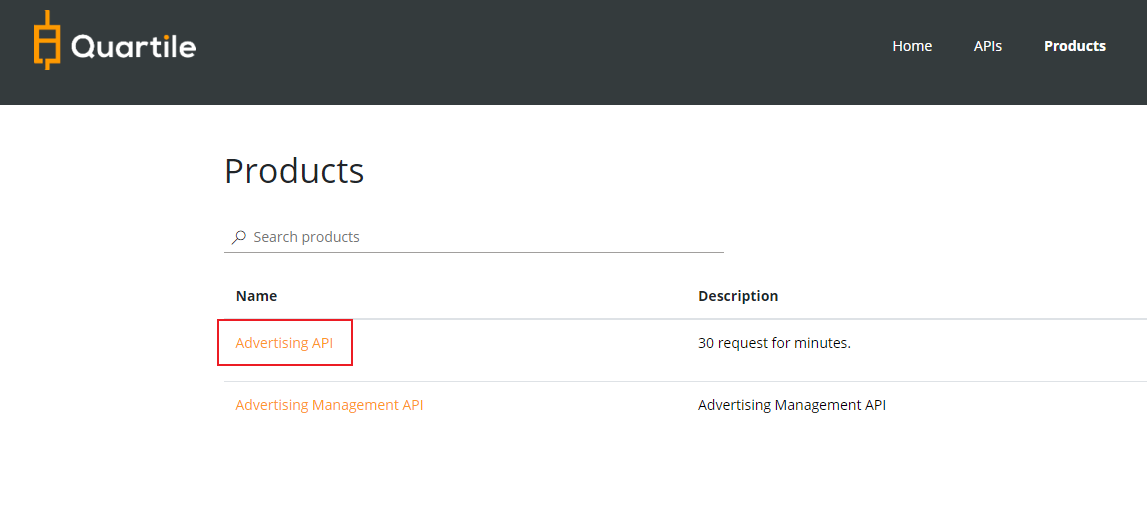 Quartile
Home APIs Products
Products
Search products
Name Description
Advertising API 30 request for minutes.
Advertising Management API Advertising Management API